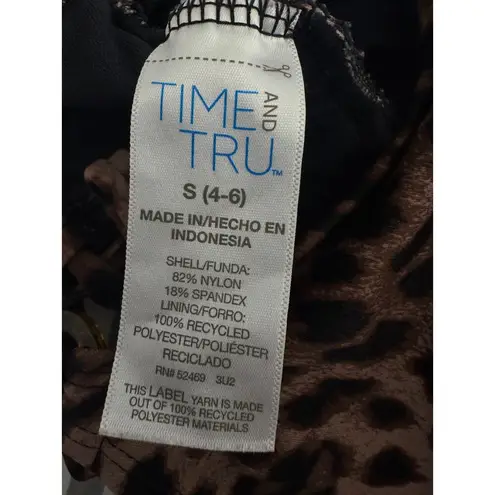 TIME AND
TRU™
S (4-6)
MADE IN/HECHO EN
INDONESIA
SHELL/FUNDA:
82% NYLON
18% SPANDEX
LINING/FORRO:
100% RECYCLED
POLYESTER/POLIÉSTER
RECICLADO
RN# 52469 3U2
THIS LABEL YARN IS MADE
OUT OF 100% RECYCLED
POLYESTER MATERIALS